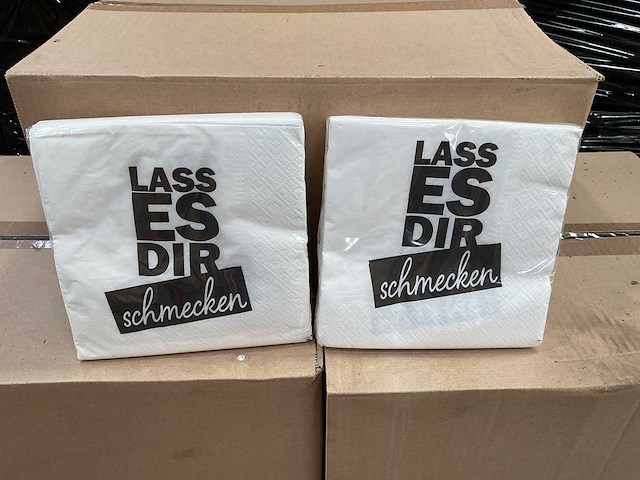 LASS
ES
DIR
schmecken
LASS
ES
DIR
schmecken